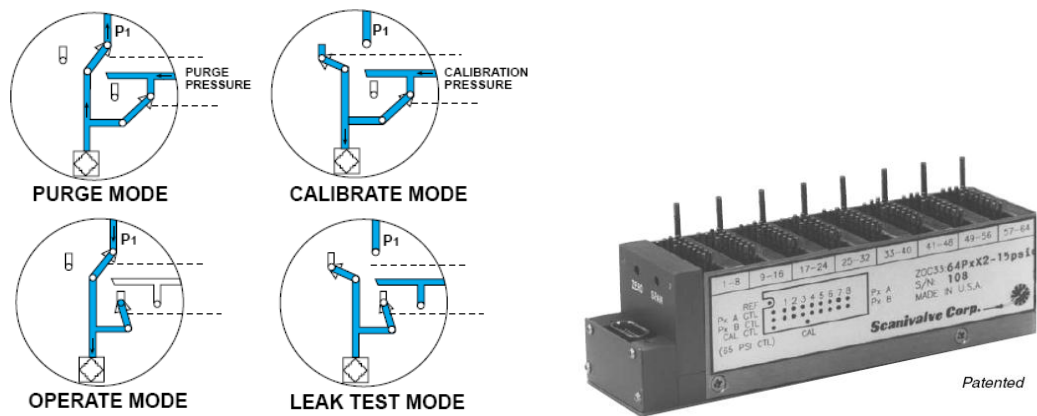 P1
PURGE
PRESSURE
PURGE MODE
P1
CALIBRATION
PRESSURE
CALIBRATE MODE
P1
OPERATE MODE
P1
LEAK TEST MODE
1-8 9-16 17-24 25-32 33-40 41-48 49-56 57-64
ZERO SPAN
REF
1 2 3 4 5 6 7 8
Px A CTL
Px B CTL
CAL CTL
(65 PSI CTL)
CAL
Px A
Px B
ZOC33:64PxX2-15psid
S/N: 108
MADE IN U.S.A.
Scanivalve Corp.
Patented